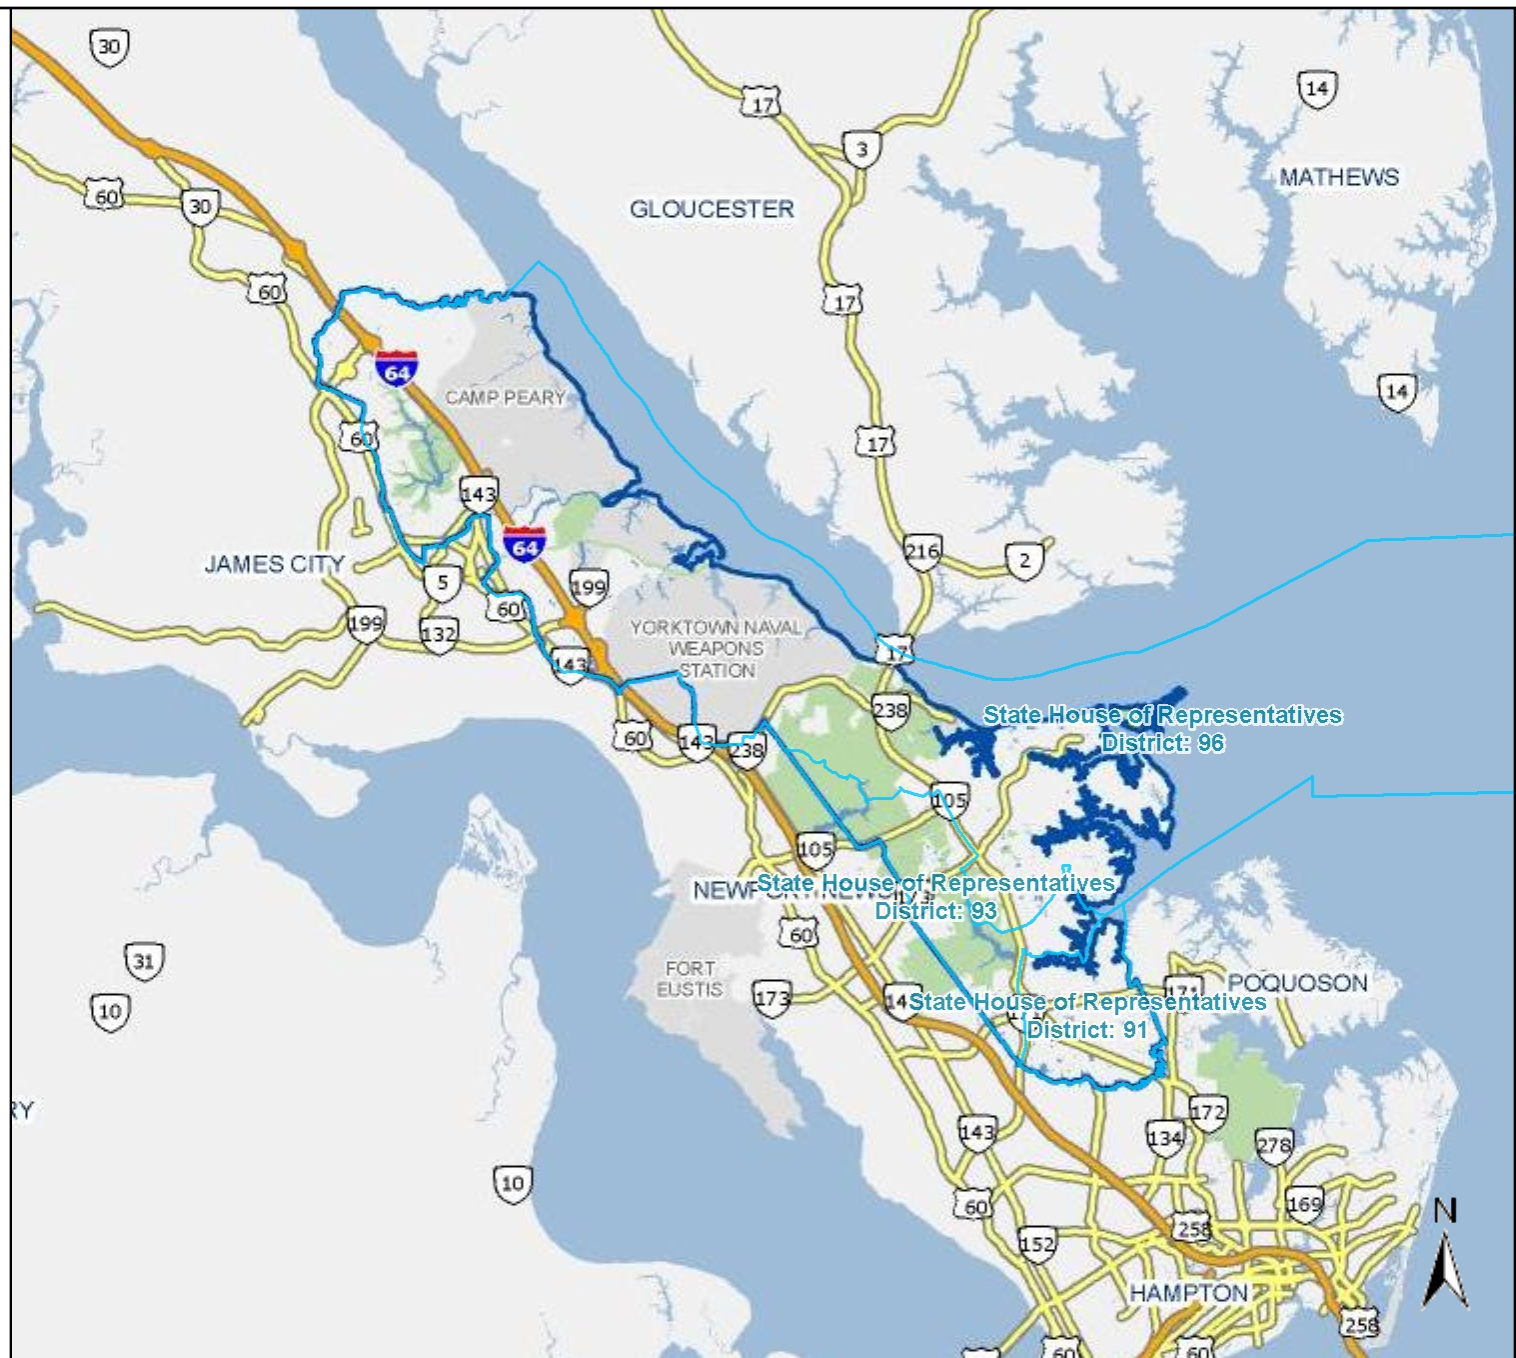 30
14
17
3
MATHEWS
60
30
GLOUCESTER
60
17
64
CAMP PEARY
14
60
17
143
64
216
2
JAMES CITY
5
199
60
199
132
YORKTOWN NAVAL
WEAPONS
STATION
17
143
238
State House of Representatives
District: 96
60
143
238
105
105
NEWPORT NEWS
State House of Representatives
District: 93
60
31
FORT
EUSTIS
173
POQUOSON
171
State House of Representatives
District: 91
10
RY
172
143
134
278
10
60
169
N
258
152
HAMPTON
258
60
60